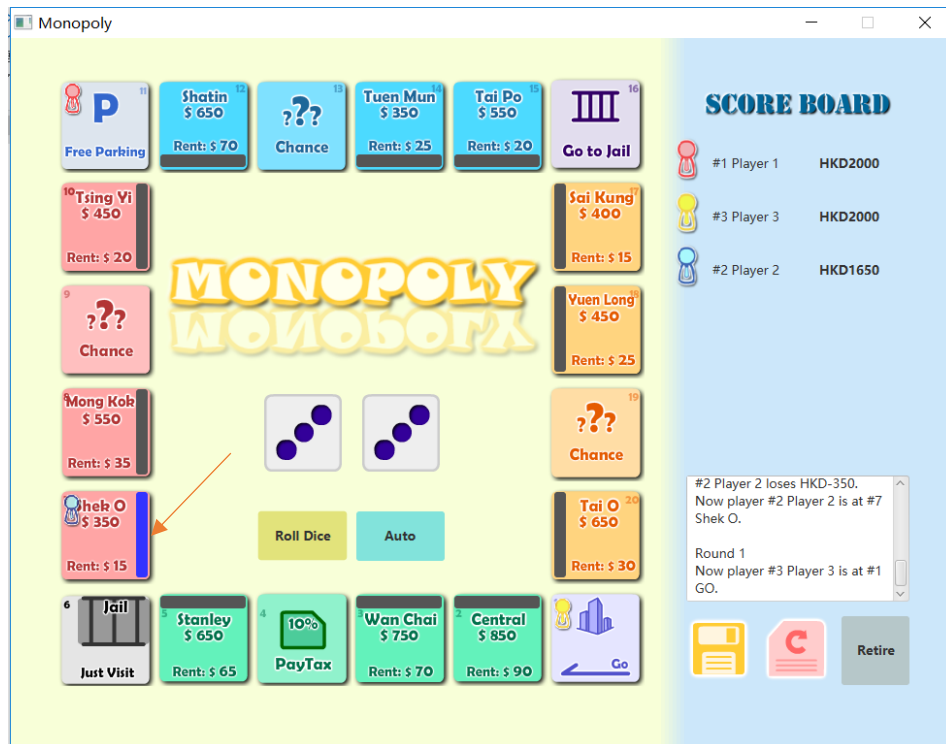 Monopoly
11
Free Parking
P
12
Shatin
$ 650
Rent: $ 70
13
???
Chance
14
Tuen Mun
$ 350
Rent: $ 25
15
Tai Po
$ 550
Rent: $ 20
16
Go to Jail
SCORE BOARD
#1 Player 1 HKD2000
#3 Player 3 HKD2000
#2 Player 2 HKD1650
10
Tsing Yi
$ 450
Rent: $ 20
17
Sai Kung
$ 400
Rent: $ 15
MONOPOLY
MONOPOLY
9
???
Chance
18
Yuen Long
$ 450
Rent: $ 25
8
Mong Kok
$ 550
Rent: $ 35
19
???
Chance
Shek O
$ 350
Rent: $ 15
Roll Dice
Auto
20
Tai O
$ 650
Rent: $ 30
#2 Player 2 loses HKD-350.
Now player #2 Player 2 is at #7
Shek O.
Round 1
Now player #3 Player 3 is at #1
GO.
6
Jail
Just Visit
5
Stanley
$ 650
Rent: $ 65
4
10%
PayTax
3
Wan Chai
$ 750
Rent: $ 70
2
Central
$ 850
Rent: $ 90
Go
Retire